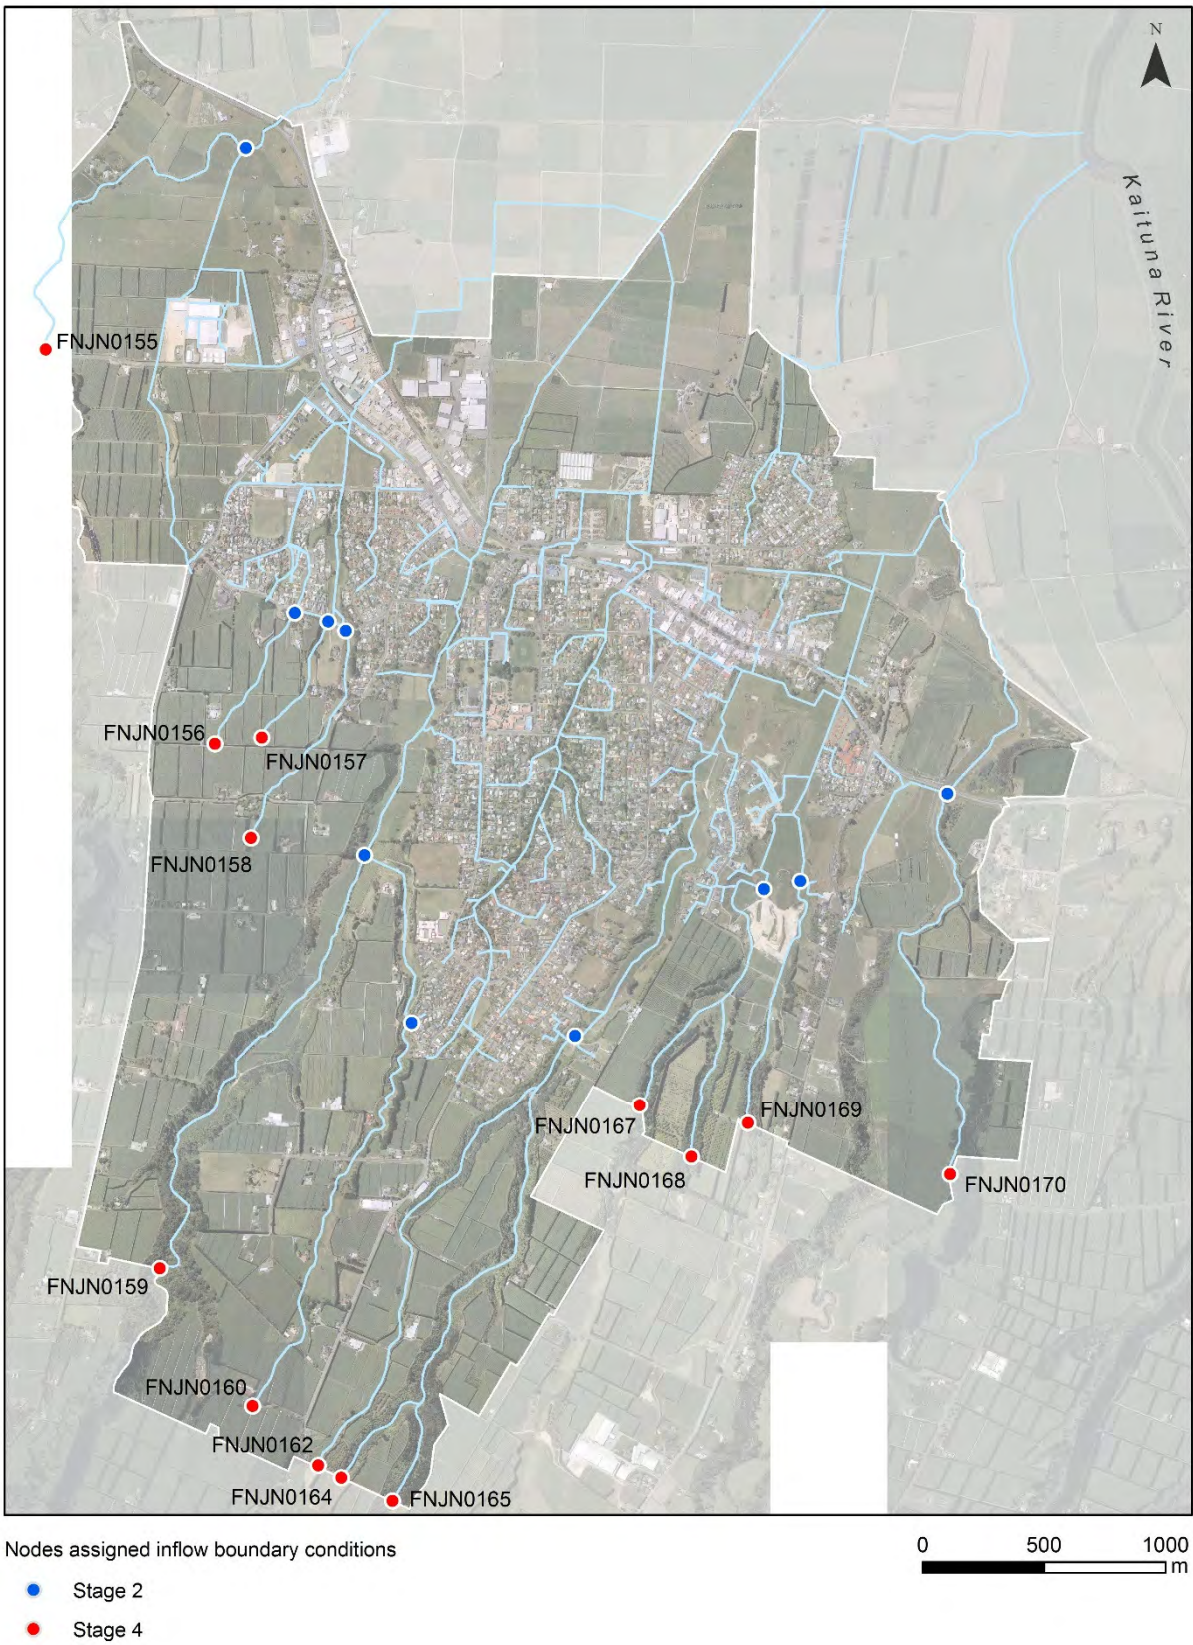 N
Kaituna River
FNJN0155
FNJN0156
FNJN0157
FNJN0158
FNJN0167
FNJN0169
FNJN0168
FNJN0170
FNJN0159
FNJN0160
FNJN0162
FNJN0164
FNJN0165
Nodes assigned inflow boundary conditions
0 500 1000
m
Stage 2
Stage 4